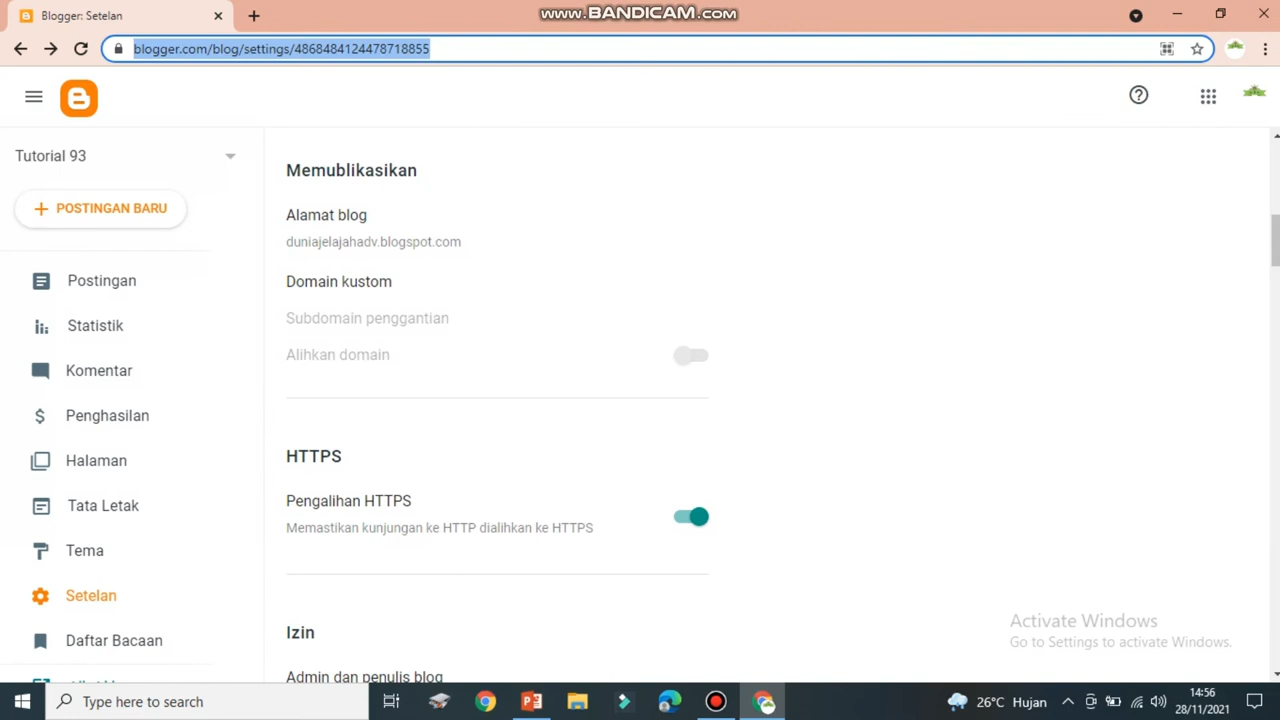 Blogger: Setelan
www.BANDICAM.com
blogger.com/blog/settings/4868484124478718855
Tutorial 93
POSTINGAN BARU
Postingan
Statistik
Komentar
Penghasilan
Halaman
Tata Letak
Tema
Setelan
Daftar Bacaan
Memublikasikan
Alamat blog
duniajelajahadv.blogspot.com
Domain kustom
Subdomain penggantian
Alihkan domain
HTTPS
Pengalihan HTTPS
Memastikan kunjungan ke HTTP dialihkan ke HTTPS
Izin
Admin dan penulis blog
Activate Windows
Go to Settings to activate Windows.
Type here to search
26°C Hujan
14:56
28/11/2021